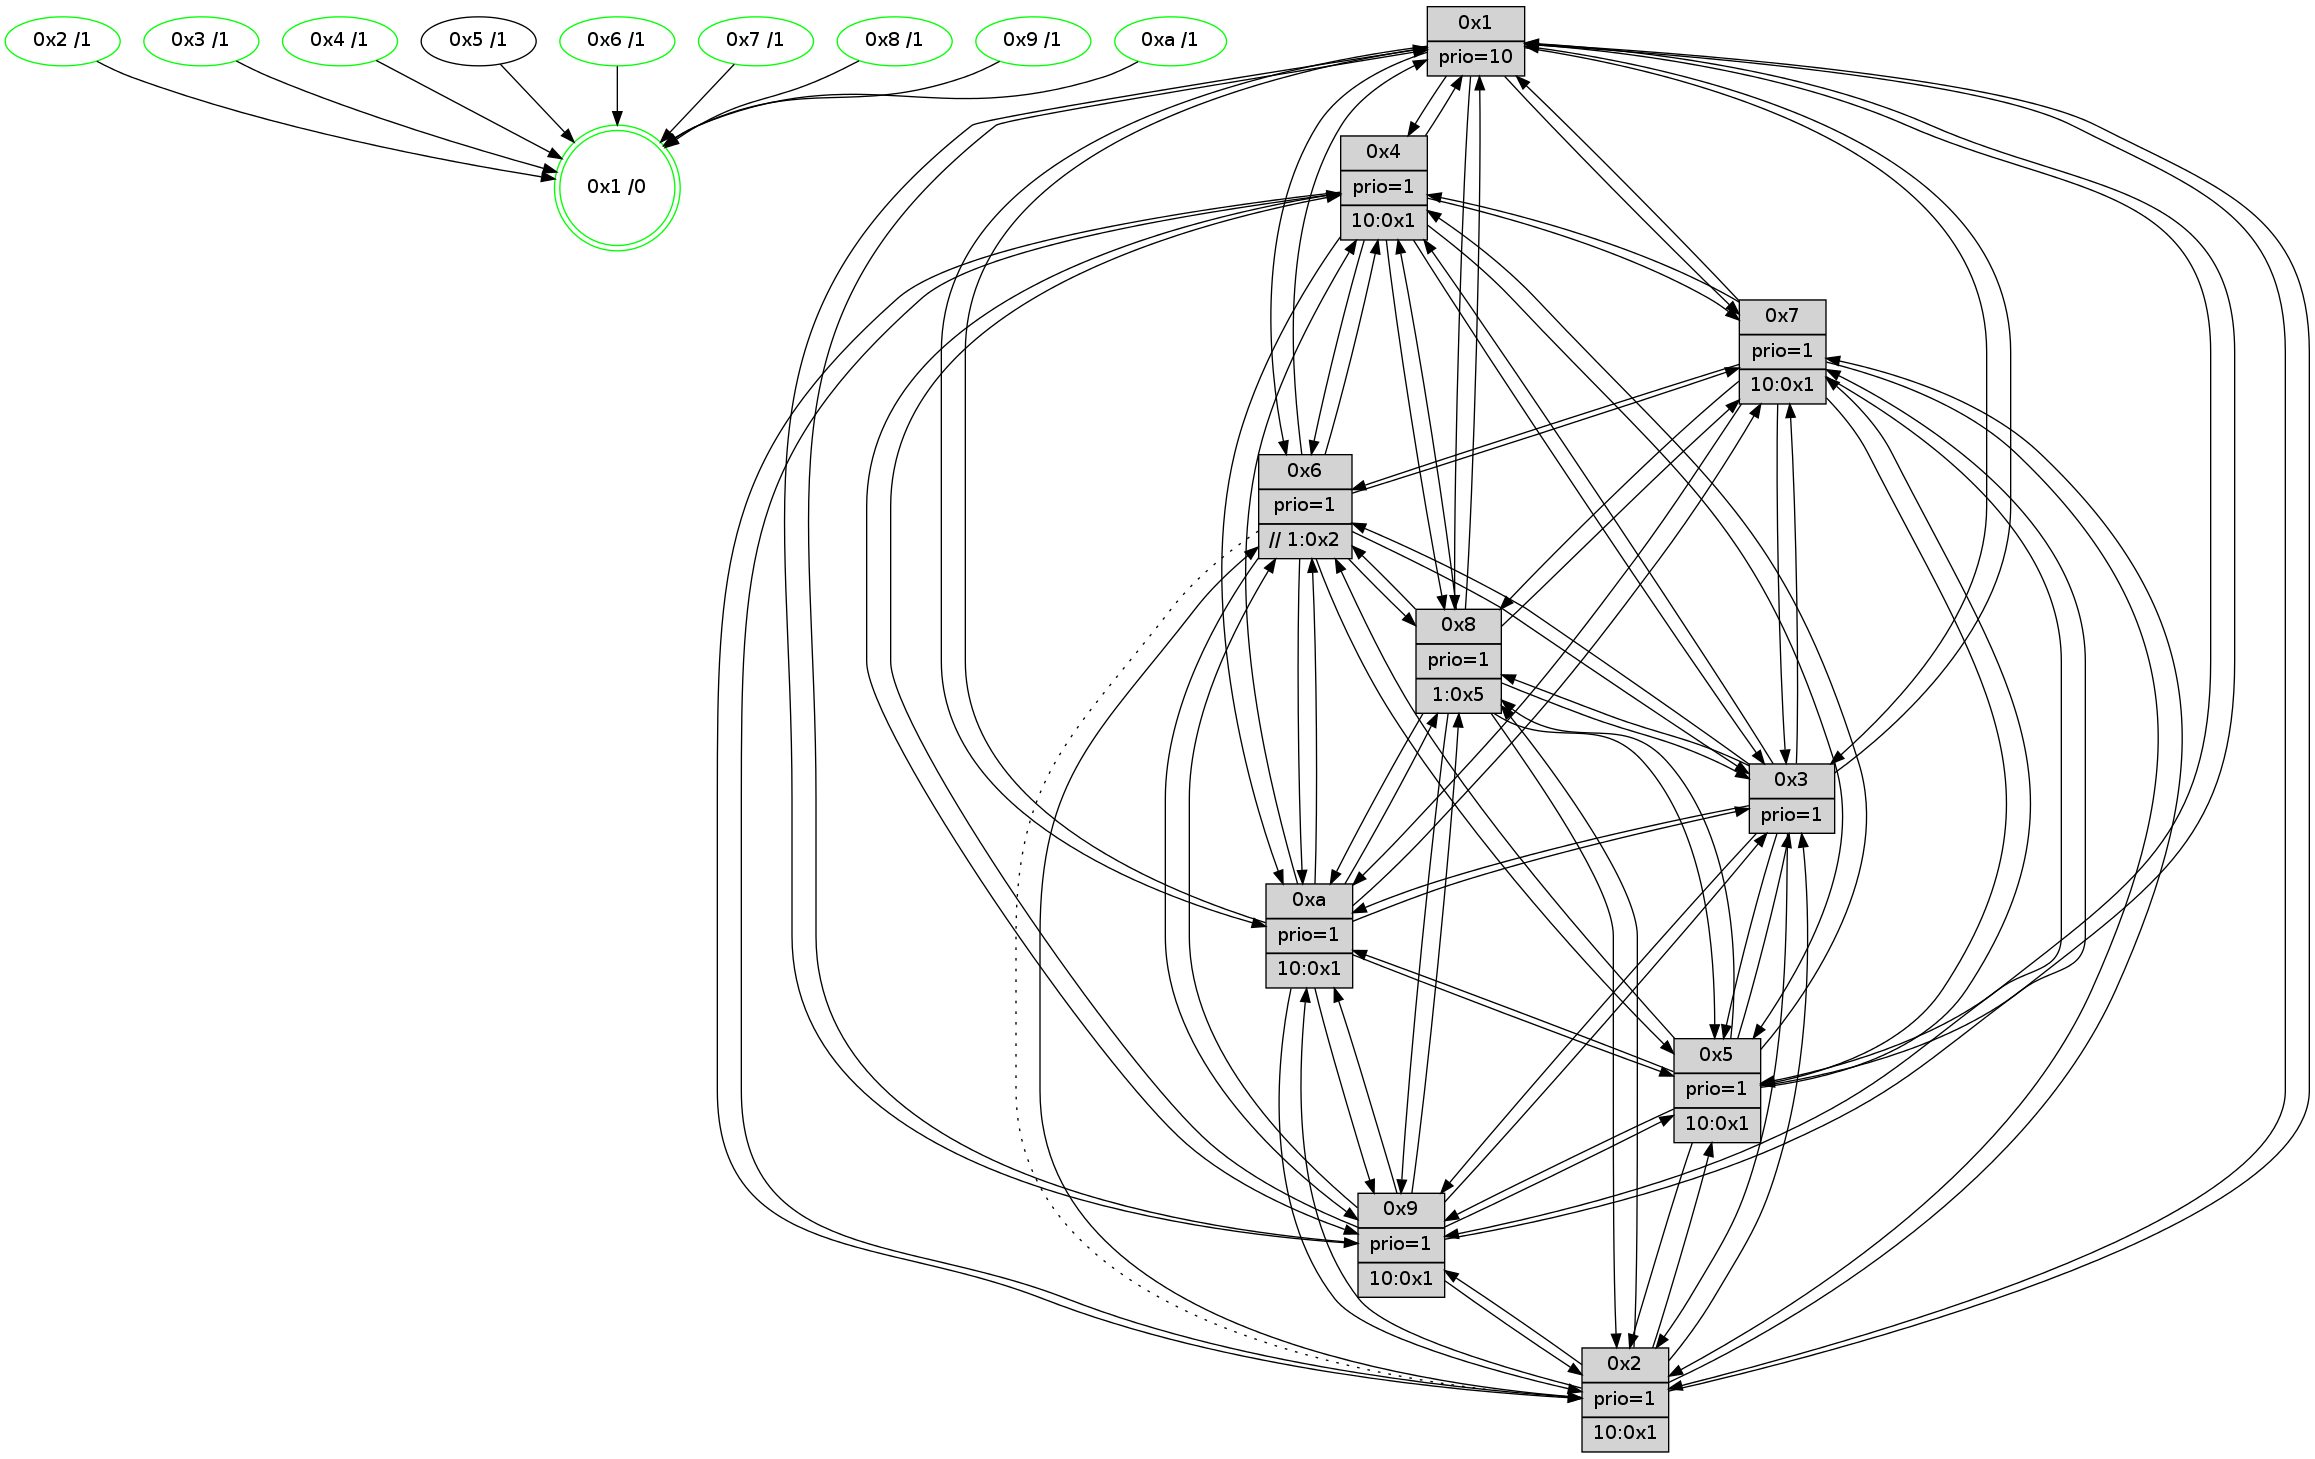 0x2 /1
0x3 /1
0x4 /1
0x5 /1
0x6 /1
0x7 /1
0x8 /1
0x9 /1
0xa /1
0x1 /0
0x1
prio=10
0x4
prio=1
10:0x1
0x7
prio=1
10:0x1
0x6
prio=1
// 1:0x2
0x8
prio=1
1:0x5
0x3
prio=1
0xa
prio=1
10:0x1
0x5
prio=1
10:0x1
0x9
prio=1
10:0x1
0x2
prio=1
10:0x1